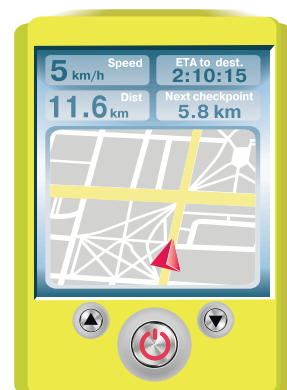 Speed
5 km/h
ETA to dest.
2:10:15
Dist
11.6 km
Next checkpoint
5.8 km